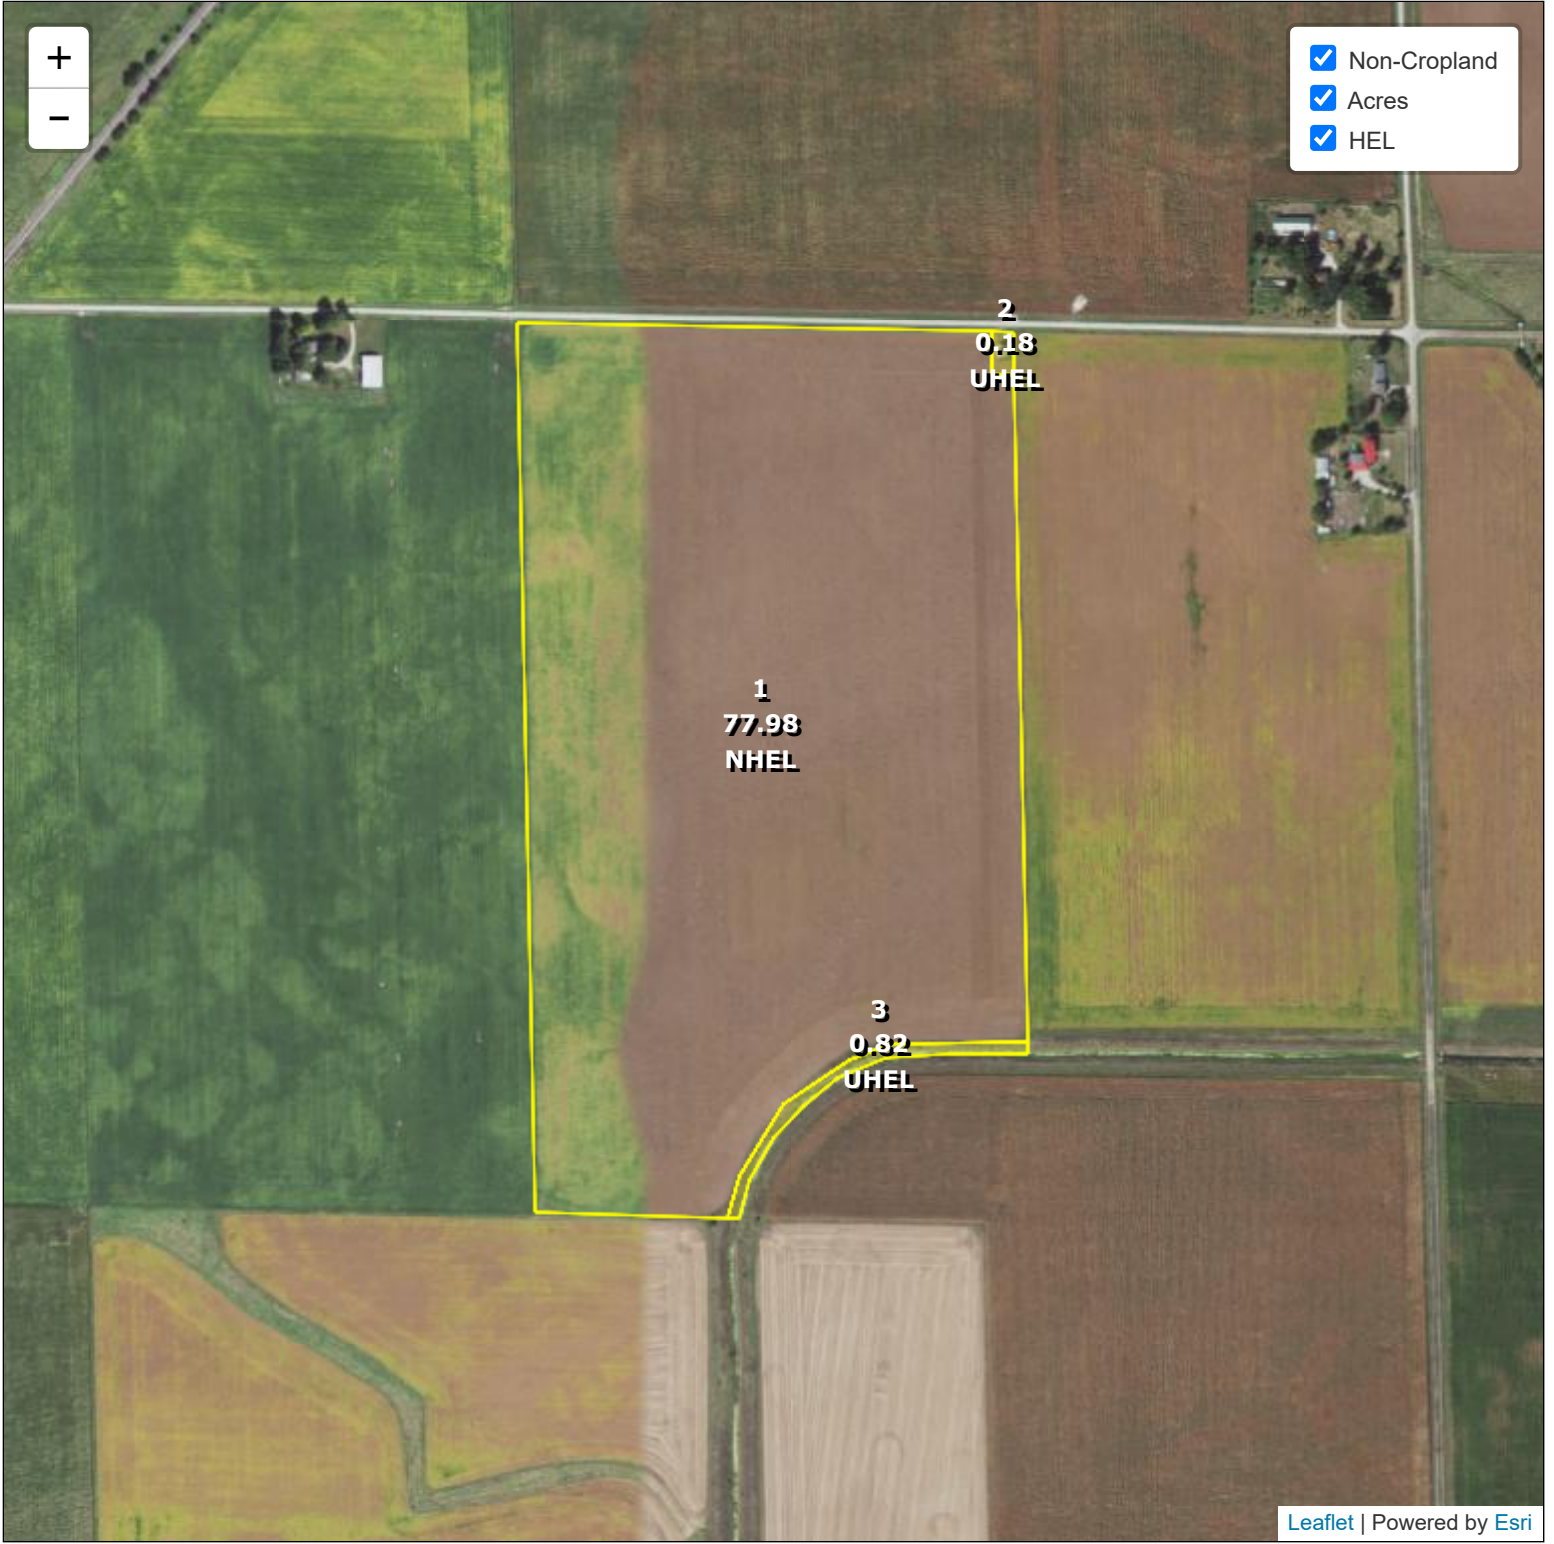 +
−
Non-Cropland
Acres
HEL
2
0.18
UHEL
1
77.98
NHEL
3
0.82
UHEL
Leaflet | Powered by Esri